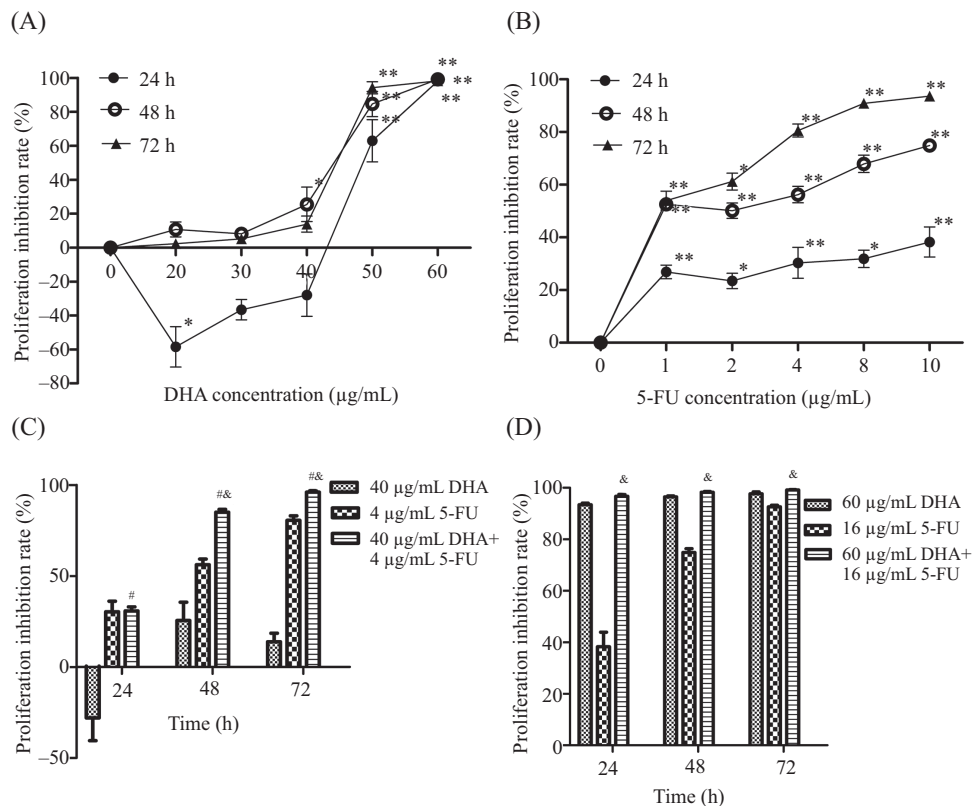 (A)
Proliferation inhibition rate (%)
100
80
60
40
20
0
−20
−40
−60
−80
24 h
48 h
72 h
*
*
**
**
**
**
**
**
0
20
30
40
50
60
DHA concentration (µg/mL)
(B)
Proliferation inhibition rate (%)
100
80
60
40
20
0
24 h
48 h
72 h
**
**
**
*
**
*
**
**
**
**
**
*
**
**
**
0
1
2
4
8
10
5-FU concentration (µg/mL)
(C)
Proliferation inhibition rate (%)
100
50
0
−50
#
#&
#&
24
48
72
Time (h)
40 µg/mL DHA
4 µg/mL 5-FU
40 µg/mL DHA+
4 µg/mL 5-FU
(D)
Proliferation inhibition rate (%)
100
80
60
40
20
0
&
&
&
24
48
72
Time (h)
60 µg/mL DHA
16 µg/mL 5-FU
60 µg/mL DHA+
16 µg/mL 5-FU